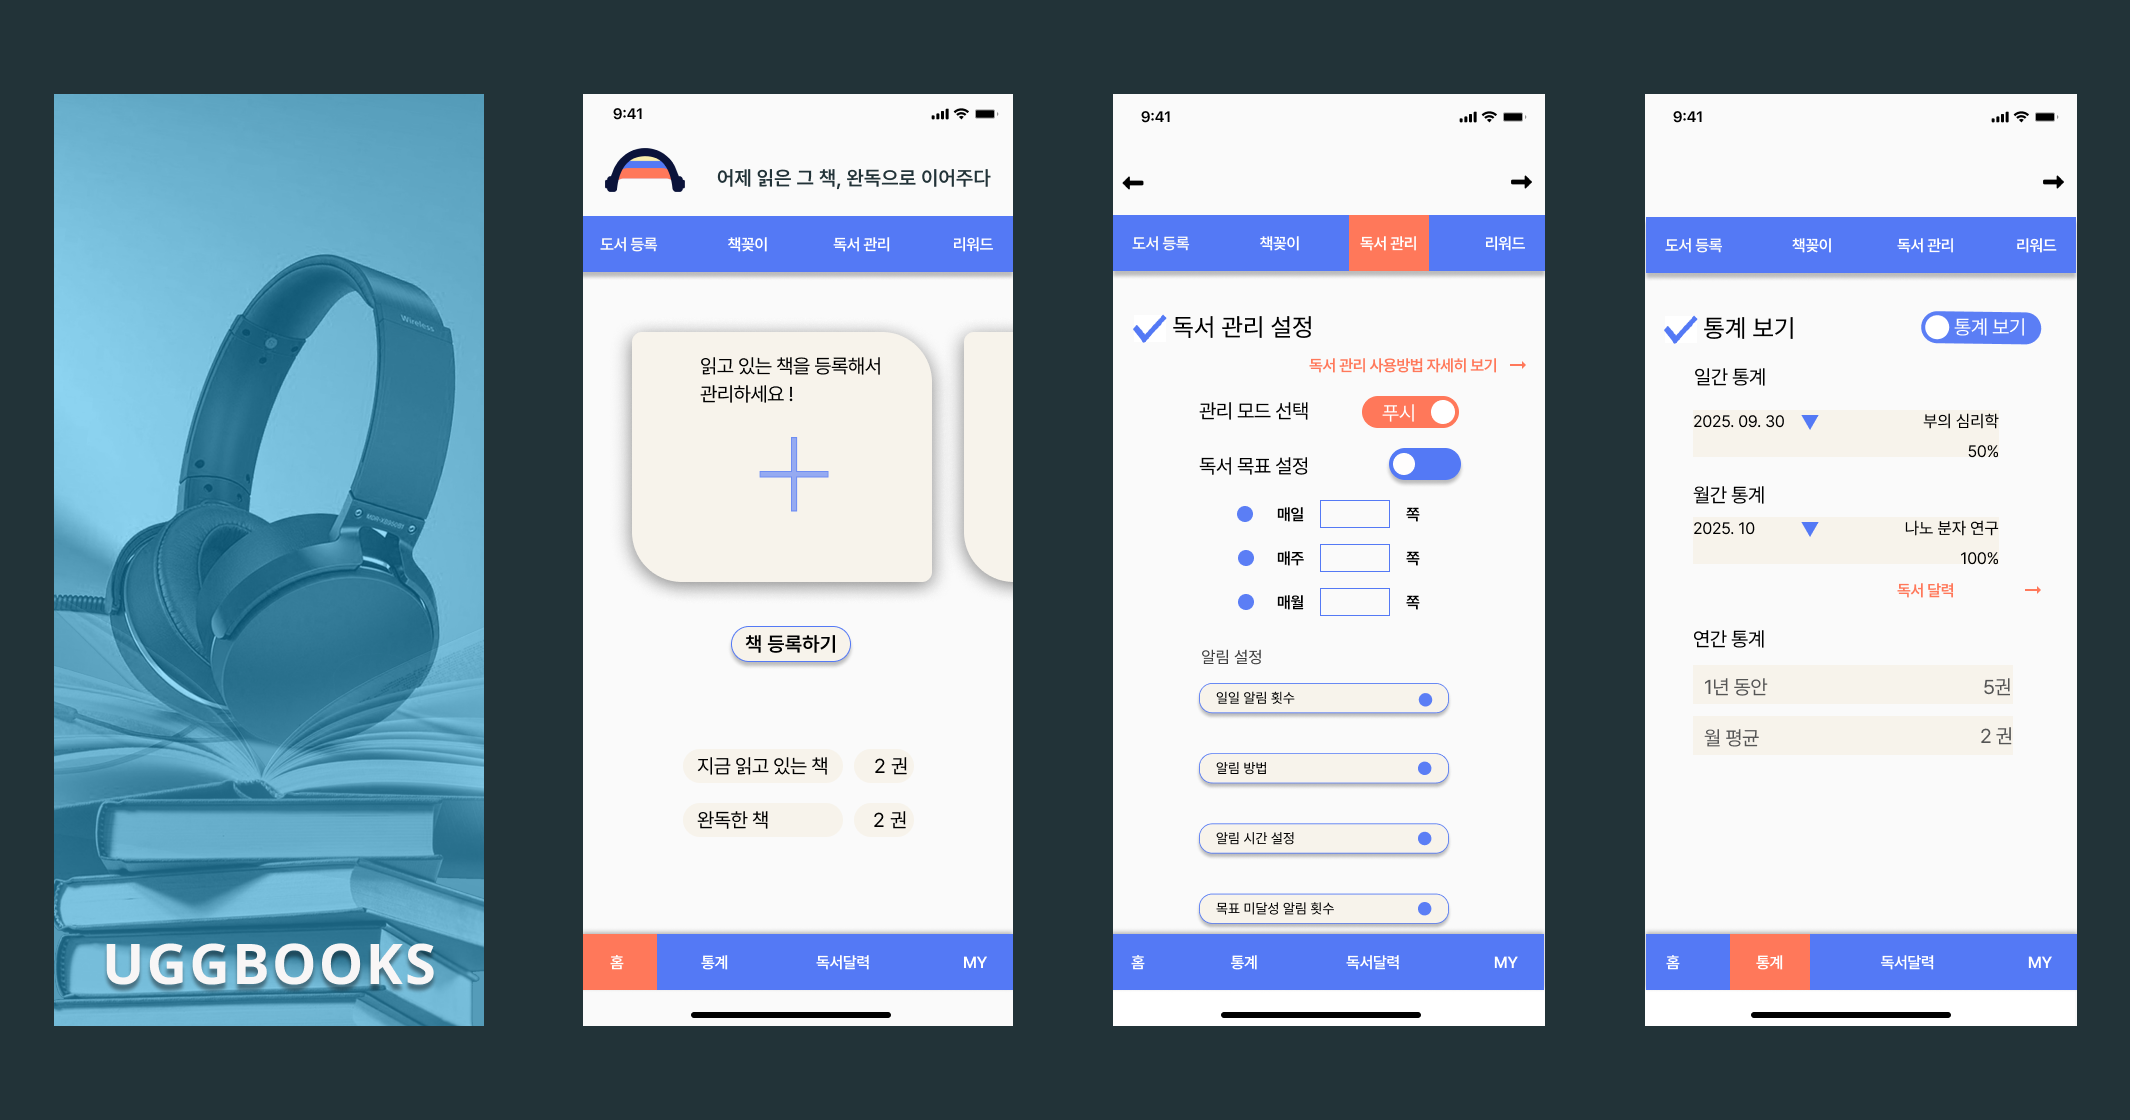 Wireless
UGGBOOKS
9:41
어제 읽은 그 책, 완독으로 이어주다
도서 등록 책꽂이 독서 관리 리워드
읽고 있는 책을 등록해서
관리하세요 !
책 등록하기
지금 읽고 있는 책 2 권
완독한 책 2 권
홈 통계 독서달력 MY
9:41
도서 등록 책꽂이 독서 관리 리워드
독서 관리 설정
독서 관리 사용방법 자세히 보기 →
관리 모드 선택 푸시
독서 목표 설정
매일 쪽
매주 쪽
매월 쪽
알림 설정
일일 알림 횟수
알림 방법
알림 시간 설정
목표 미달성 알림 횟수
홈 통계 독서달력 MY
9:41
도서 등록 책꽂이 독서 관리 리워드
통계 보기 통계 보기
일간 통계
2025. 09. 30 ▼ 부의 심리학
50%
월간 통계
2025. 10 ▼ 나노 분자 연구
100%
독서 달력 →
연간 통계
1년 동안 5권
월 평균 2 권
홈 통계 독서달력 MY